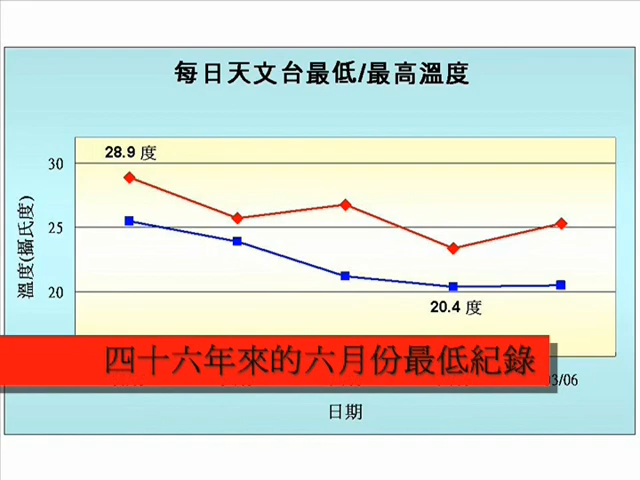 每日天文台最低/最高溫度
28.9 度
30
25
20
溫度(攝氏度)
20.4 度
四十六年來的六月份最低紀錄
03/06
日期